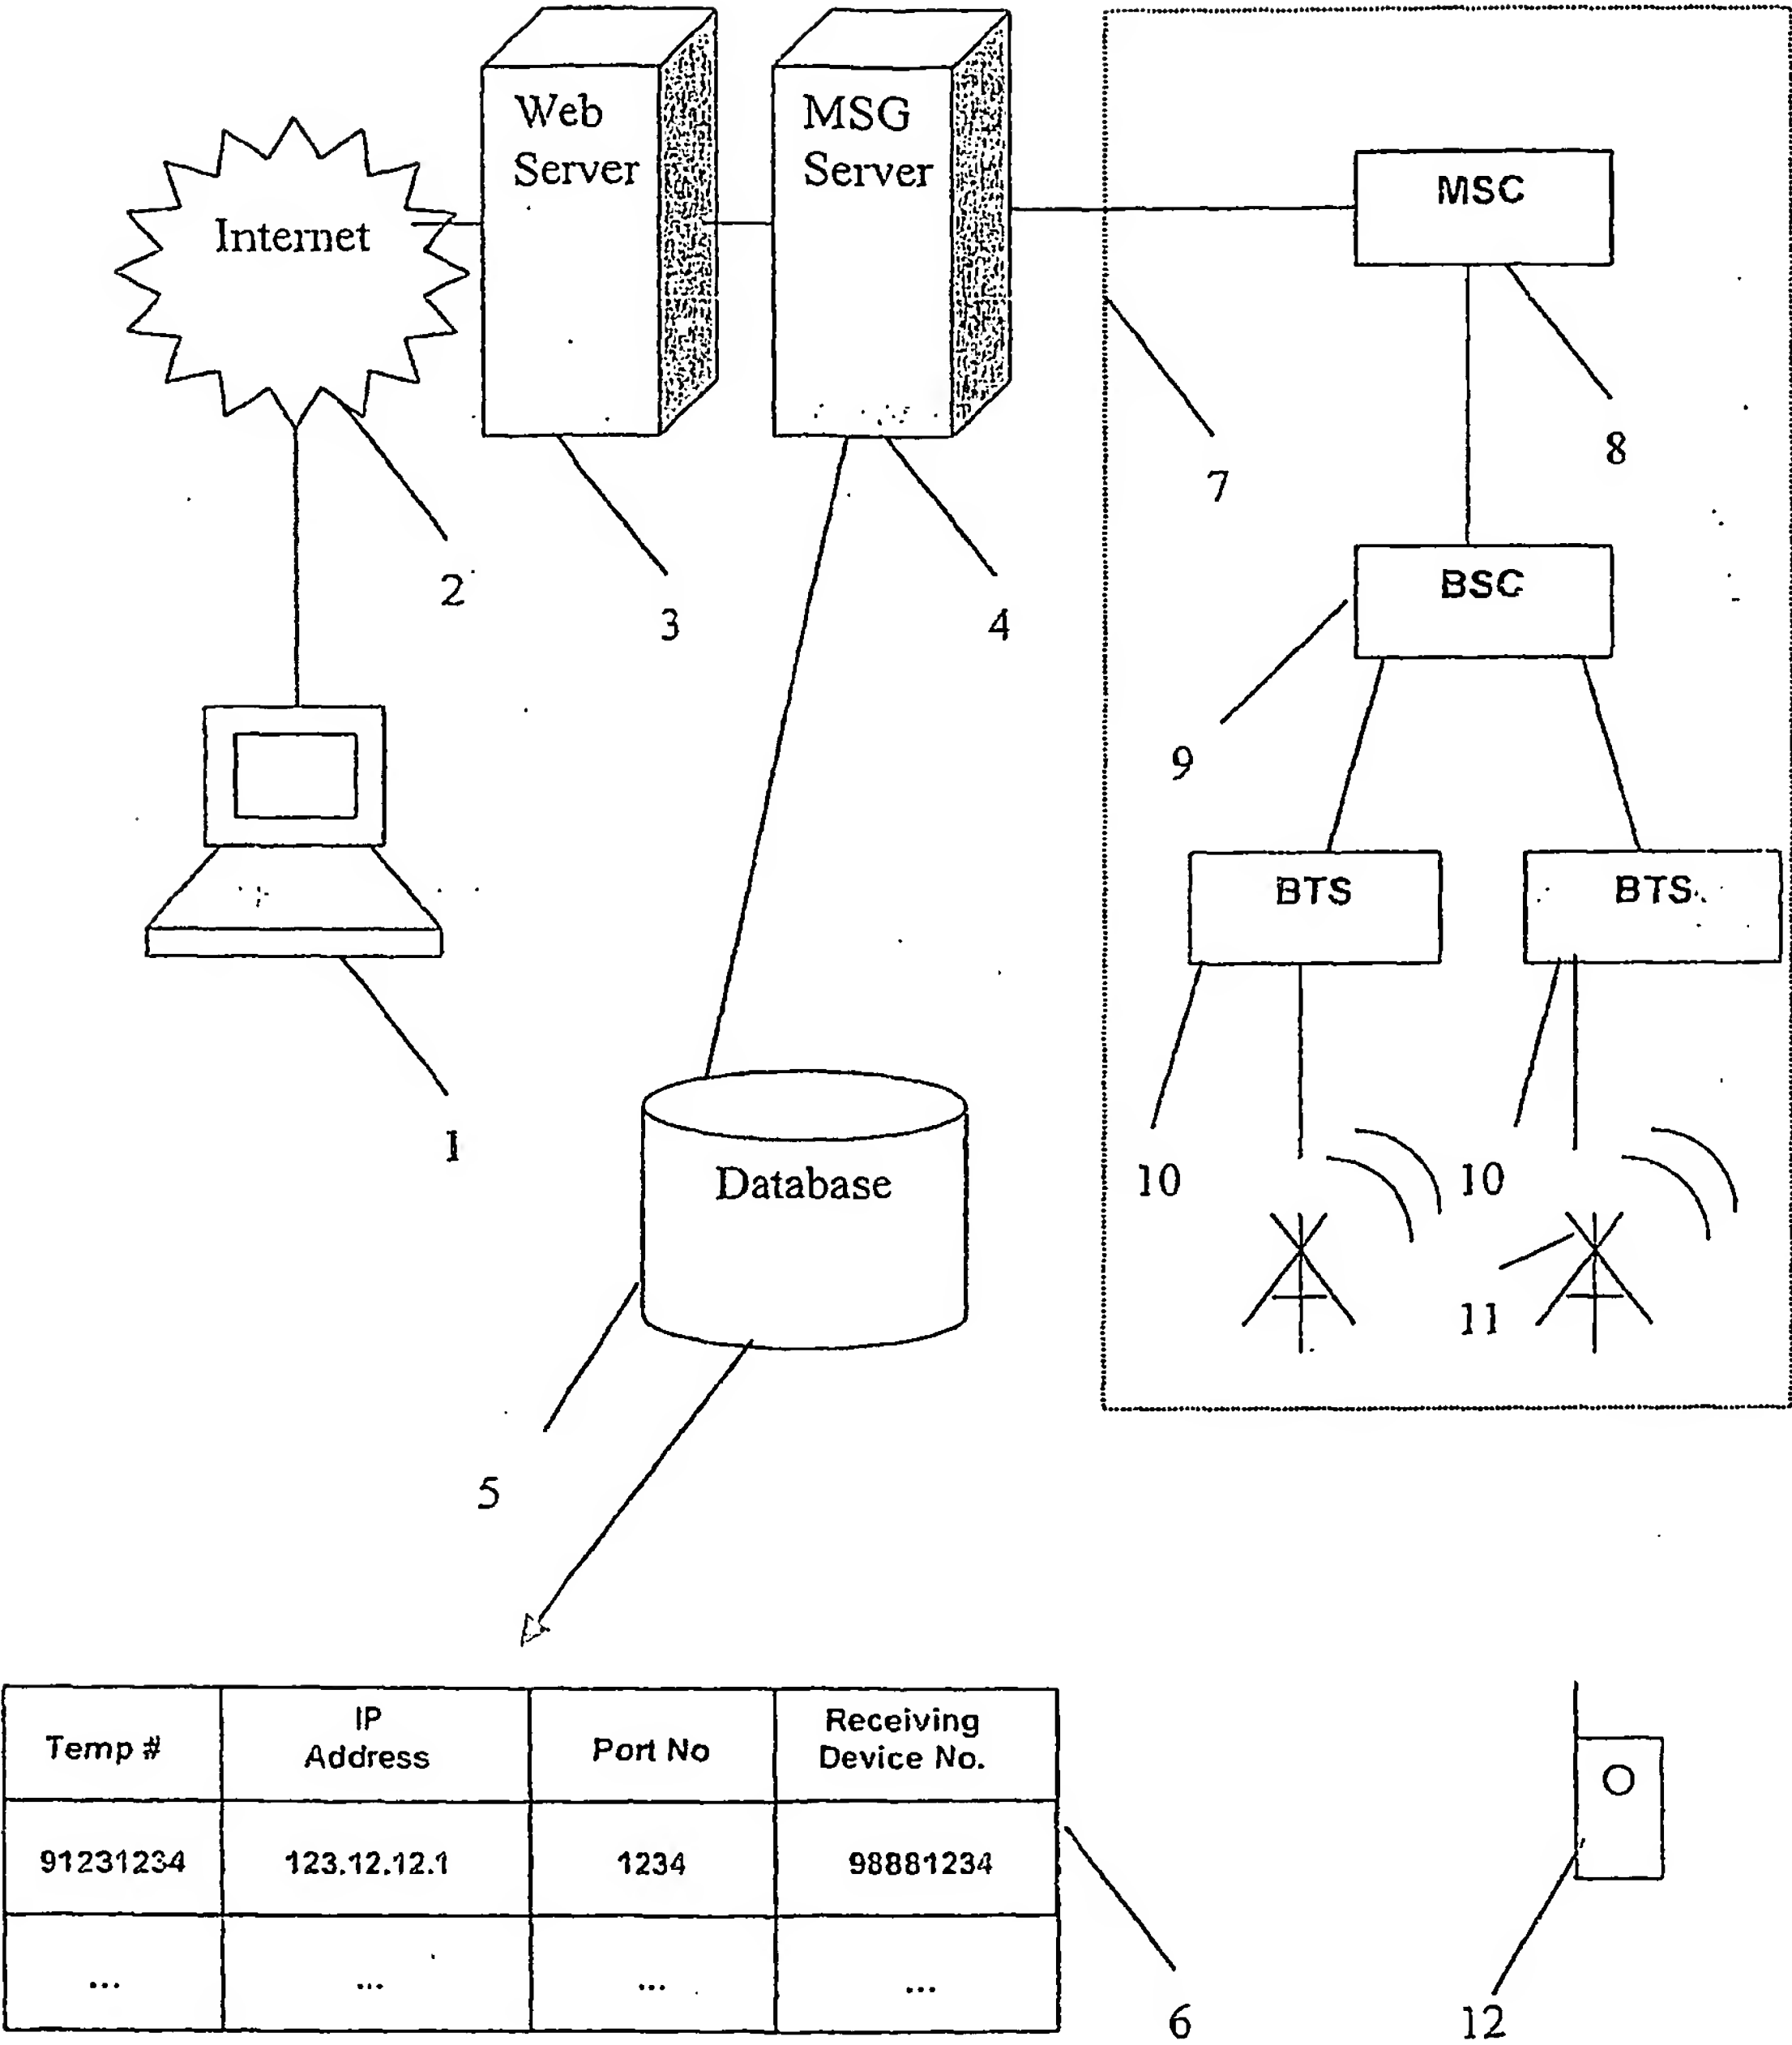 Web
Server
MSG
Server
Internet
MSC
8
7
2
3
4
BSC
9
BTS
BTS
1
Database
10
10
11
5
Temp #
IP
Address
Port No
Receiving
Device No.
91231234
123.12.12.1
1234
98881234
...
...
...
...
6
12